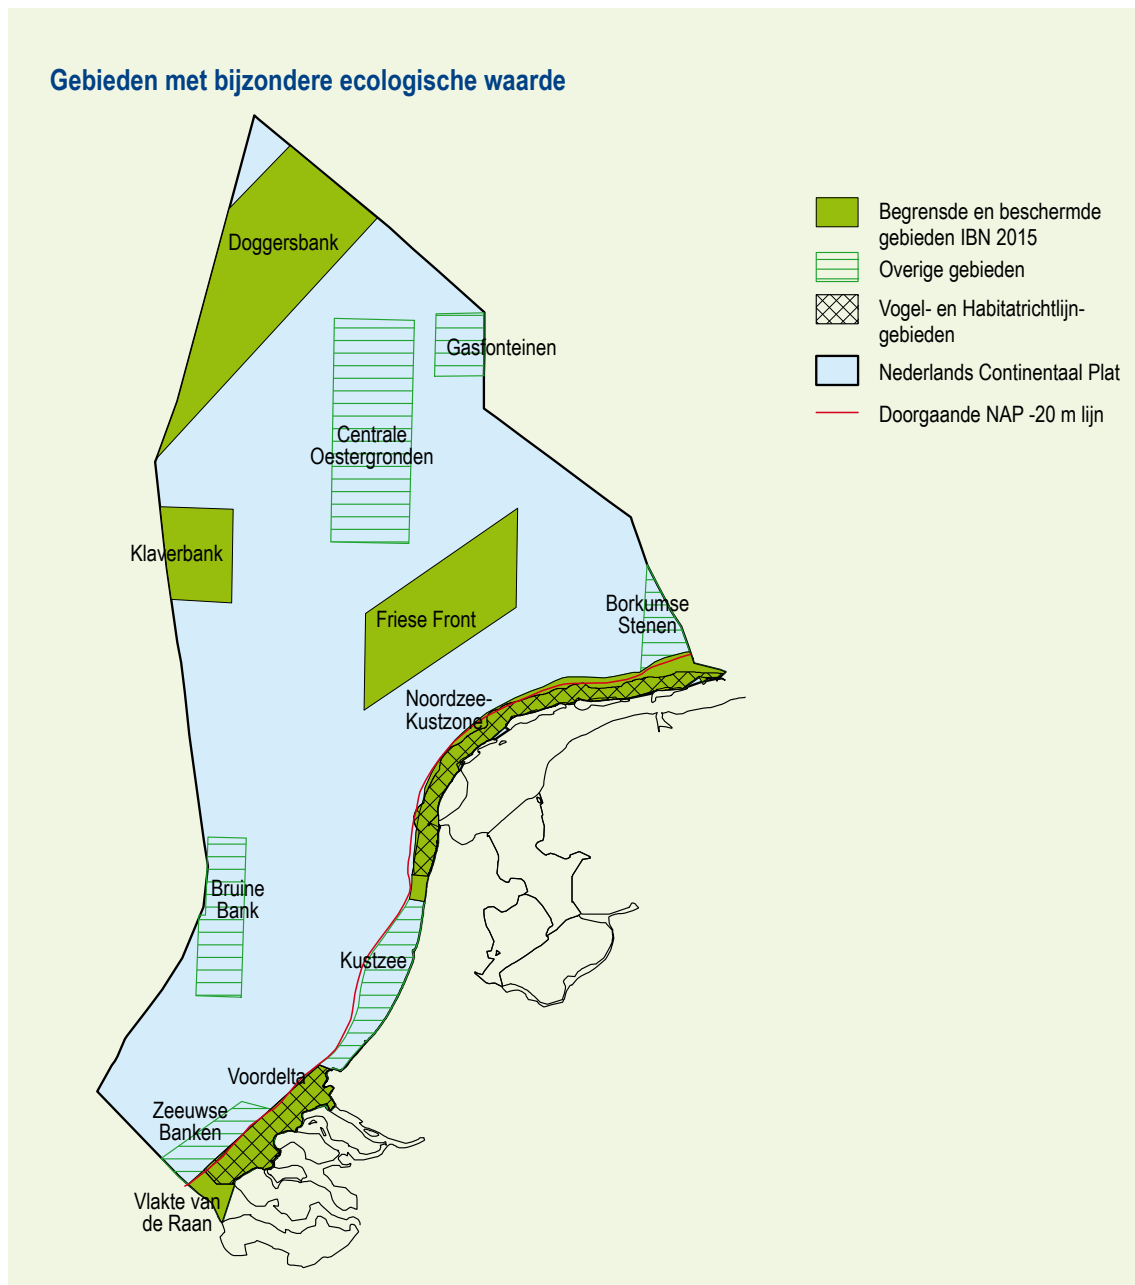 Gebieden met bijzondere ecologische waarde
Begrensde en beschermde
gebieden IBN 2015
Overige gebieden
Vogel- en Habitatrichtlijn-
gebieden
Nederlands Continentaal Plat
Doorgaande NAP -20 m lijn
Doggersbank
Gasfonteinen
Centrale
Oestergronden
Klaverbank
Friese Front
Borkumse
Stenen
Noordzee-
Kustzone
Bruine
Bank
Kustzee
Voordelta
Zeeuwse
Banken
Vlakte van
de Raan